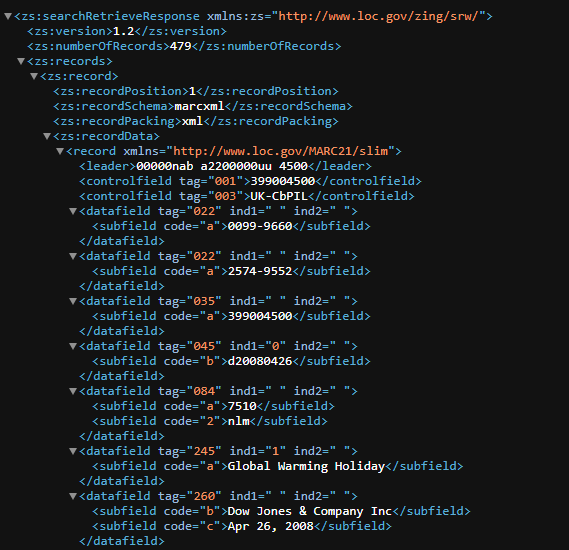 <zs:searchRetrieveResponse xmlns:zs="http://www.loc.gov/zing/srw/">
<zs:version>1.2</zs:version>
<zs:numberOfRecords>479</zs:numberOfRecords>
<zs:records>
<zs:record>
<zs:recordPosition>1</zs:recordPosition>
<zs:recordSchema>marcxml</zs:recordSchema>
<zs:recordPacking>xml</zs:recordPacking>
<zs:recordData>
<record xmlns="http://www.loc.gov/MARC21/slim">
<leader>00000nab a2200000uu 4500</leader>
<controlfield tag="001">399004500</controlfield>
<controlfield tag="003">UK-CbPIL</controlfield>
<datafield tag="022" ind1=" " ind2=" ">
<subfield code="a">0099-9660</subfield>
</datafield>
<datafield tag="022" ind1=" " ind2=" ">
<subfield code="a">2574-9552</subfield>
</datafield>
<datafield tag="035" ind1=" " ind2=" ">
<subfield code="a">399004500</subfield>
</datafield>
<datafield tag="045" ind1="0" ind2=" ">
<subfield code="b">d20080426</subfield>
</datafield>
<datafield tag="084" ind1=" " ind2=" ">
<subfield code="a">7510</subfield>
<subfield code="2">nlm</subfield>
</datafield>
<datafield tag="245" ind1="1" ind2=" ">
<subfield code="a">Global Warming Holiday</subfield>
</datafield>
<datafield tag="260" ind1=" " ind2=" ">
<subfield code="b">Dow Jones & Company Inc</subfield>
<subfield code="c">Apr 26, 2008</subfield>
</datafield>